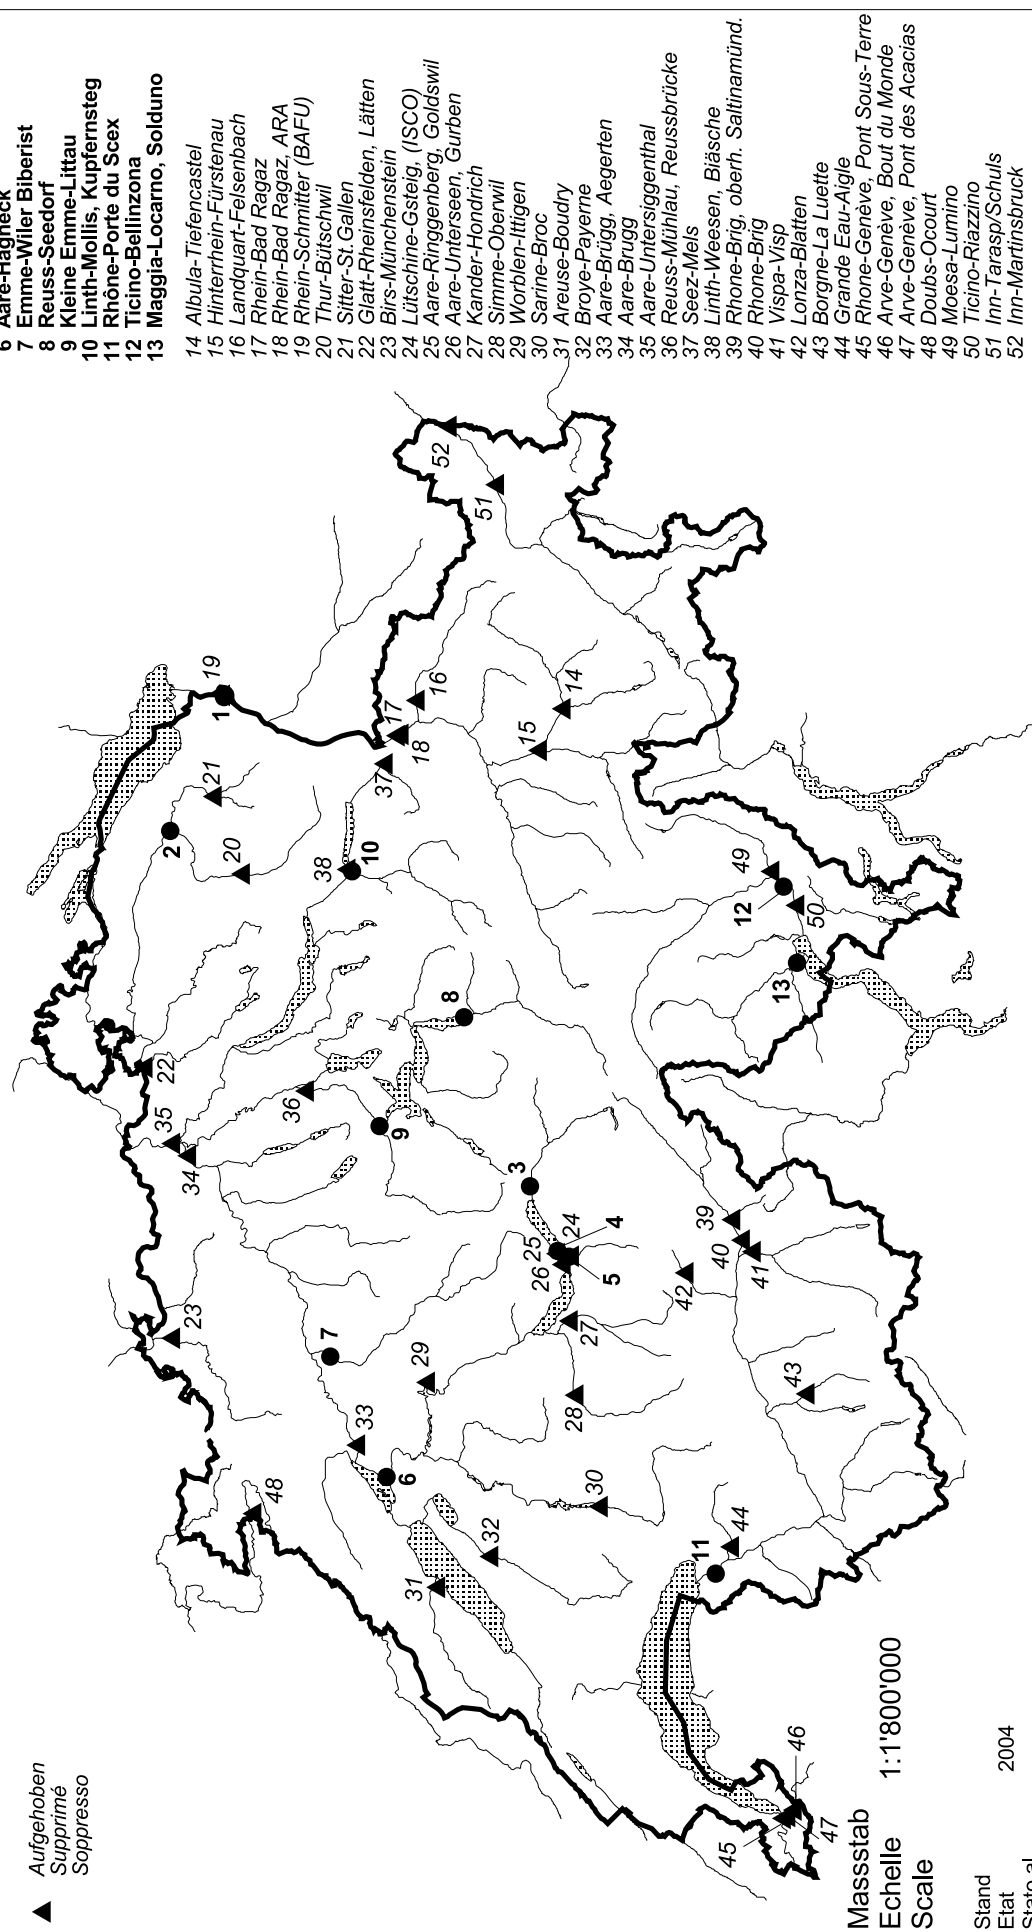 Aufgehoben
Supprimé
Soppresso
6 Aare-Hagneck
7 Emme-Wiler Biberist
8 Reuss-Seedorf
9 Kleine Emme-Littau
10 Linth-Mollis, Kupfernsteg
11 Rhône-Porte du Scex
12 Ticino-Bellinzona
13 Maggia-Locarno, Solduno
14 Albula-Tiefencastel
15 Hinterrhein-Fürstenau
16 Landquart-Felsenbach
17 Rhein-Bad Ragaz
18 Rhein-Bad Ragaz, ARA
19 Rhein-Schmitter (BAFU)
20 Thur-Bütschwil
21 Sitter-St.Gallen
22 Glatt-Rheinsfelden, Lätten
23 Birs-Münchenstein
24 Lütschine-Gsteig, (ISCO)
25 Aare-Ringgenberg, Goldswil
26 Aare-Unterseen, Gurben
27 Kander-Hondrich
28 Simme-Oberwil
29 Worblen-Ittigen
30 Sarine-Broc
31 Areuse-Boudry
32 Broye-Payerne
33 Aare-Brügg, Aegerten
34 Aare-Brugg
35 Aare-Untersiggenthal
36 Reuss-Mühlau, Reussbrücke
37 Seez-Mels
38 Linth-Weesen, Biäsche
39 Rhone-Brig, oberh. Saltinamünd.
40 Rhone-Brig
41 Vispa-Visp
42 Lonza-Blatten
43 Borgne-La Luette
44 Grande Eau-Aigle
45 Rhone-Genève, Pont Sous-Terre
46 Arve-Genève, Bout du Monde
47 Arve-Genève, Pont des Acacias
48 Doubs-Ocourt
49 Moesa-Lumino
50 Ticino-Riazzino
51 Inn-Tarasp/Schuls
52 Inn-Martinsbruck
22
35
34
23
48
33
7
6
36
9
2
21
20
1
19
38
10
37
17
18
16
31
32
29
8
52
51
3
25
24
26
4
5
27
28
30
15
14
42
39
40
41
43
11
44
49
12
50
13
45
46
47
Massstab
Echelle 1:1'800'000
Scale
Stand
Etat 2004
Stato al